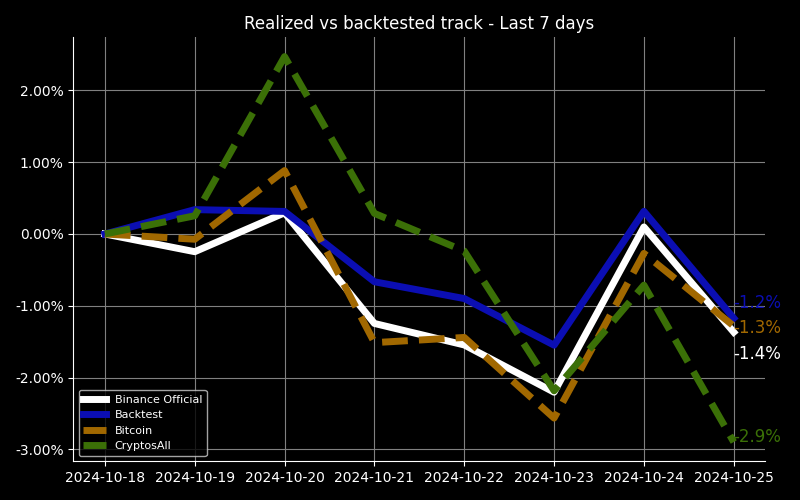 Realized vs backtested track - Last 7 days
2.00%
1.00%
0.00%
-1.00%
-2.00%
-3.00%
-1.2%
-1.3%
-1.4%
-2.9%
Binance Official
Backtest
Bitcoin
CryptosAll
2024-10-18 2024-10-19 2024-10-20 2024-10-21 2024-10-22 2024-10-23 2024-10-24 2024-10-25